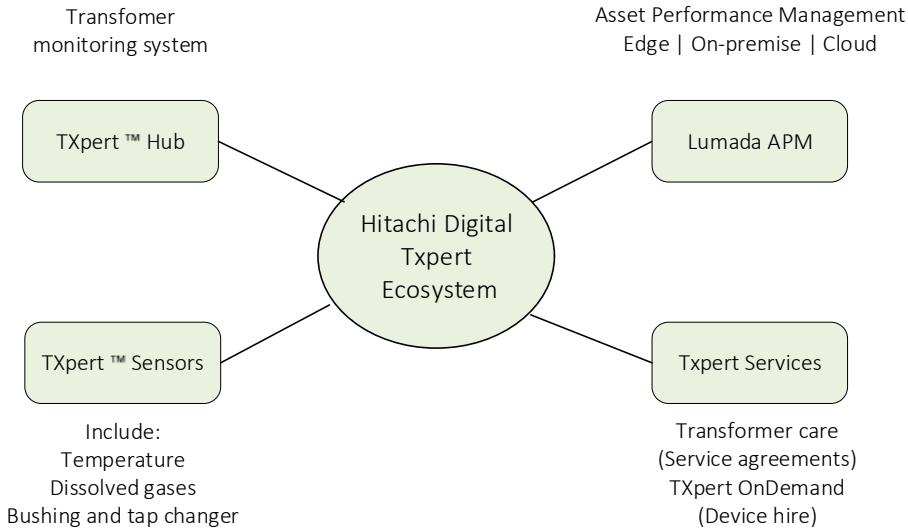 Transfomer
monitoring system
Asset Performance Management
Edge | On-premise | Cloud
TXpert ™ Hub
Lumada APM
Hitachi Digital
Txpert
Ecosystem
TXpert ™ Sensors
Txpert Services
Include:
Temperature
Dissolved gases
Bushing and tap changer
Transformer care
(Service agreements)
TXpert OnDemand
(Device hire)